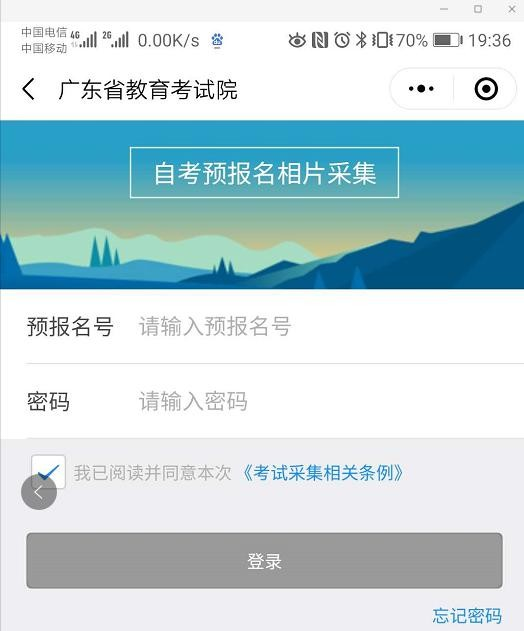 中国电信 4G 2G 0.00K/s 70% 19:36
中国移动
广东省教育考试院
自考预报名相片采集
预报名号 请输入预报名号
密码 请输入密码
我已阅读并同意本次《考试采集相关条例》
登录
忘记密码